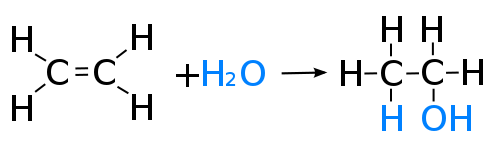 H H H H
C=C +H₂O → H-C-C-H
H H H OH